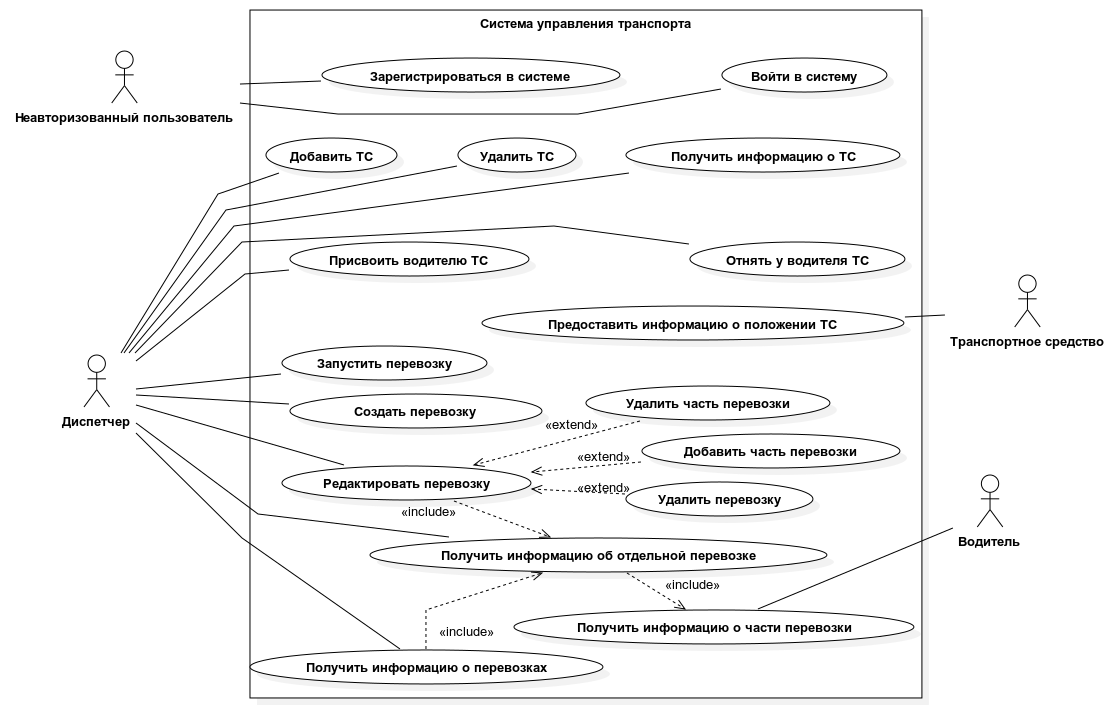 Система управления транспорта
Зарегистрироваться в системе
Войти в систему
Неавторизованный пользователь
Добавить ТС
Удалить ТС
Получить информацию о ТС
Присвоить водителю ТС
Отнять у водителя ТС
Предоставить информацию о положении ТС
Транспортное средство
Запустить перевозку
Диспетчер
Создать перевозку
Удалить часть перевозки
«extend»
Добавить часть перевозки
«extend»
Редактировать перевозку
«extend»
Удалить перевозку
«include»
Водитель
Получить информацию об отдельной перевозке
«include»
Получить информацию о части перевозки
«include»
Получить информацию о перевозках